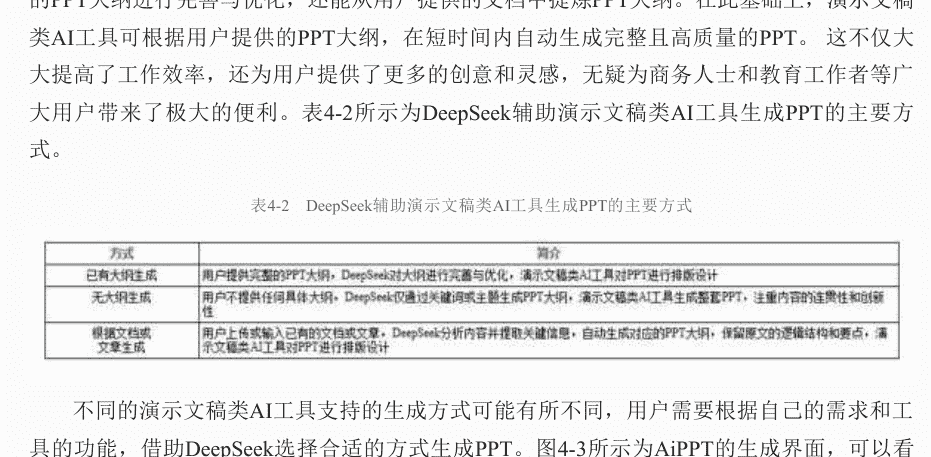 的PPT大纲进行完善与优化，还能从用户提供的文档中提炼PPT大纲。在此基础上，演示文稿
类AI工具可根据用户提供的PPT大纲，在短时间内自动生成完整且高质量的PPT。 这不仅大
大提高了工作效率，还为用户提供了更多的创意和灵感，无疑为商务人士和教育工作者等广
大用户带来了极大的便利。表4-2所示为DeepSeek辅助演示文稿类AI工具生成PPT的主要方
式。
表4-2 DeepSeek辅助演示文稿类AI工具生成PPT的主要方式
方式 简介
已有大纲生成 用户提供完整的PPT大纲，DeepSeek对大纲进行完善与优化，演示文稿类AI工具对PPT进行排版设计
无大纲生成 用户不提供任何具体大纲，DeepSeek仅通过关键词或主题生成PPT大纲，演示文稿类AI工具生成整套PPT，注重内容的连贯性和创新
性
根据文档或 用户上传或输入已有的文档或文章，DeepSeek分析内容并提取关键信息，自动生成对应的PPT大纲，保留原文的逻辑结构和要点，演
文章生成 示文稿类AI工具对PPT进行排版设计
不同的演示文稿类AI工具支持的生成方式可能有所不同，用户需要根据自己的需求和工
具的功能，借助DeepSeek选择合适的方式生成PPT。图4-3所示为AiPPT的生成界面，可以看